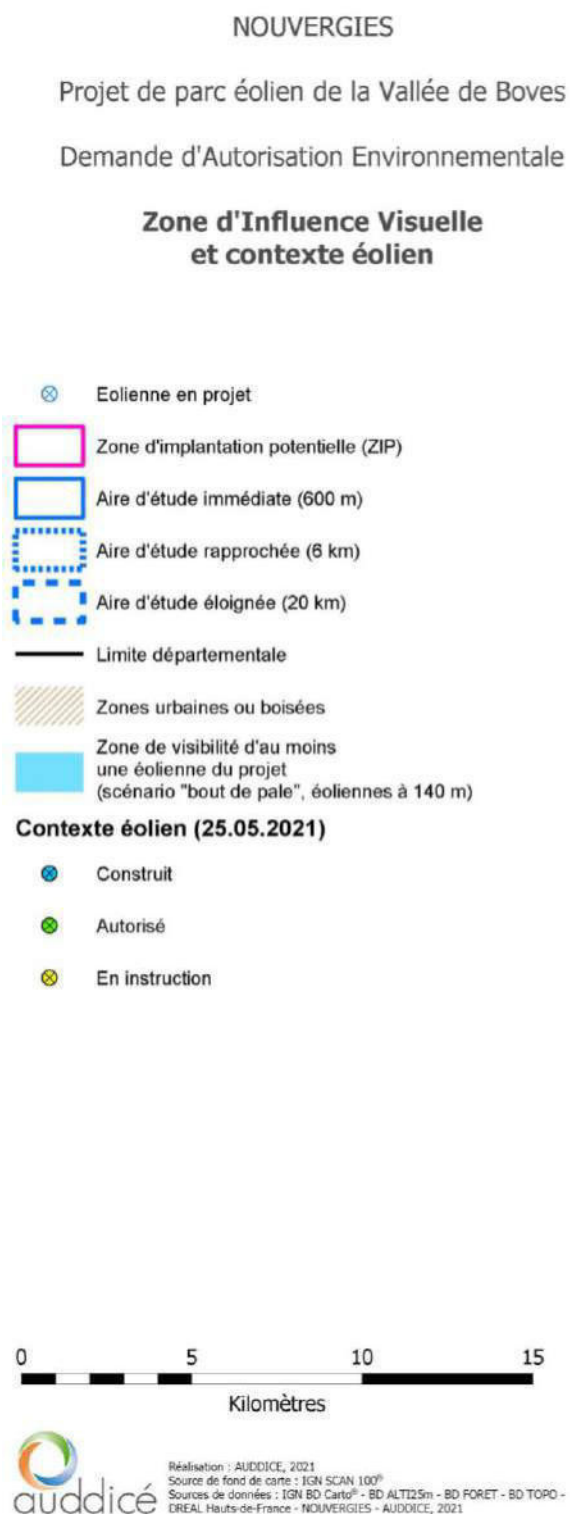 NOUVERGIES
Projet de parc éolien de la Vallée de Boves
Demande d'Autorisation Environnementale
Zone d'Influence Visuelle
et contexte éolien
Eolienne en projet
Zone d'implantation potentielle (ZIP)
Aire d'étude immédiate (600 m)
Aire d'étude rapprochée (6 km)
Aire d'étude éloignée (20 km)
Limite départementale
Zones urbaines ou boisées
Zone de visibilité d'au moins
une éolienne du projet
(scénario "bout de pale", éoliennes à 140 m)
Contexte éolien (25.05.2021)
Construit
Autorisé
En instruction
0 5 10 15
Kilomètres
auddicé
Réalisation : AUDDICE, 2021
Source de fond de carte : IGN SCAN 100®
Sources de données : IGN BD Carto® - BD ALTI25m - BD FORET - BD TOPO -
DREAL Hauts-de-France - NOUVERGIES - AUDDICE, 2021